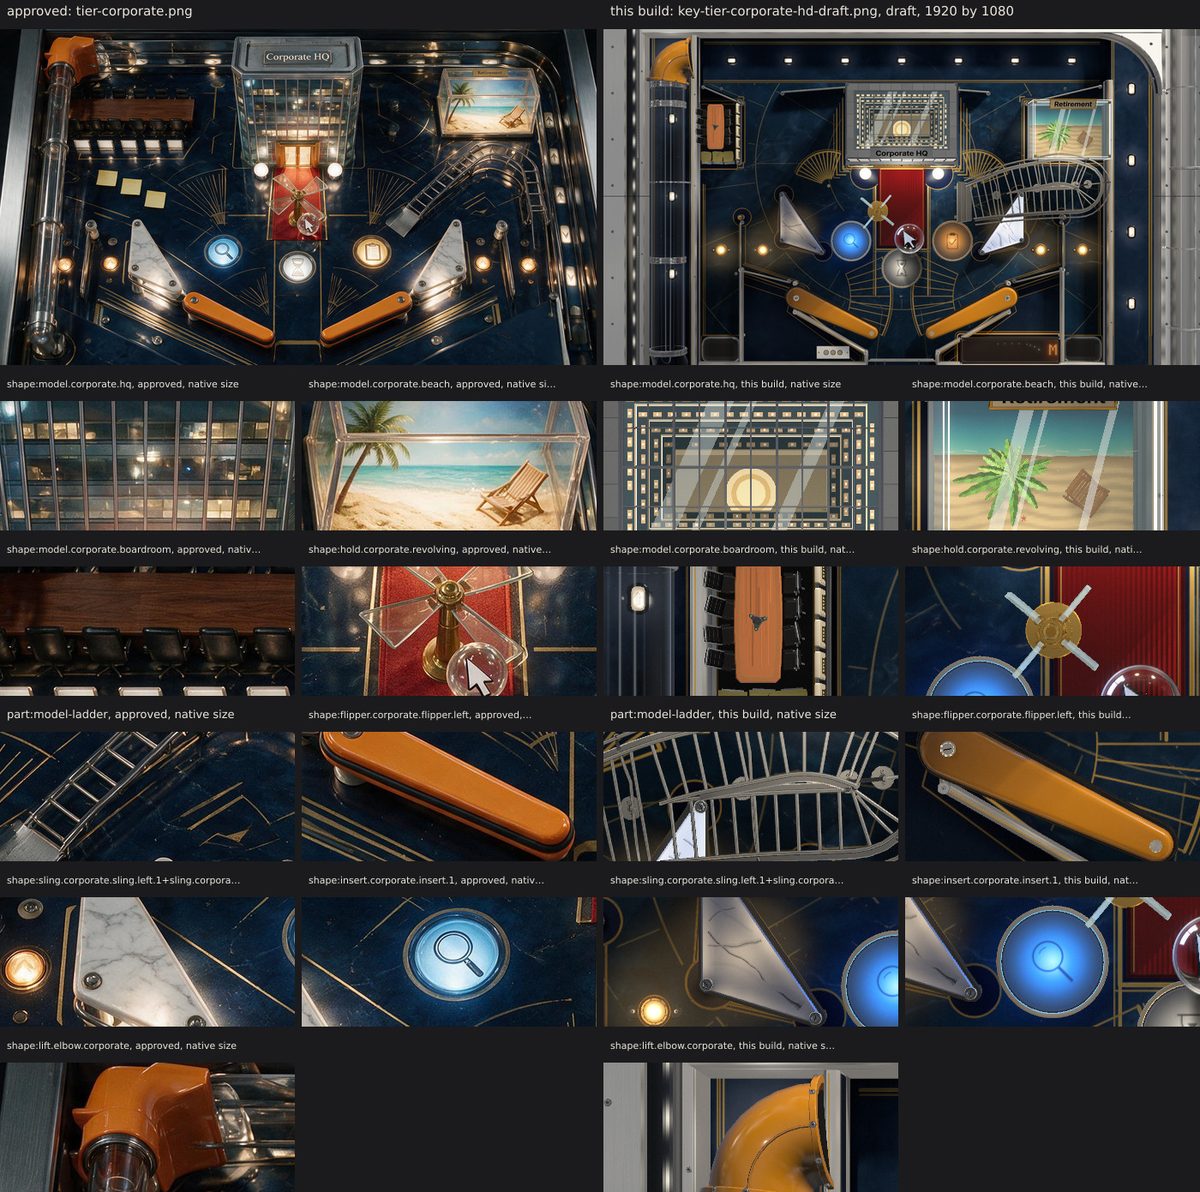 approved: tier-corporate.png
this build: key-tier-corporate-hd-draft.png, draft, 1920 by 1080
Corporate HQ
Retirement
Retirement
Corporate HQ
M
shape:model.corporate.hq, approved, native size
shape:model.corporate.beach, approved, native si...
shape:model.corporate.hq, this build, native size
shape:model.corporate.beach, this build, native...
Retirement
shape:model.corporate.boardroom, approved, nativ...
shape:hold.corporate.revolving, approved, native...
shape:model.corporate.boardroom, this build, nat...
shape:hold.corporate.revolving, this build, nati...
part:model-ladder, approved, native size
shape:flipper.corporate.flipper.left, approved,...
part:model-ladder, this build, native size
shape:flipper.corporate.flipper.left, this build...
shape:sling.corporate.sling.left.1+sling.corpora...
shape:insert.corporate.insert.1, approved, nativ...
shape:sling.corporate.sling.left.1+sling.corpora...
shape:insert.corporate.insert.1, this build, nat...
shape:lift.elbow.corporate, approved, native size
shape:lift.elbow.corporate, this build, native s...